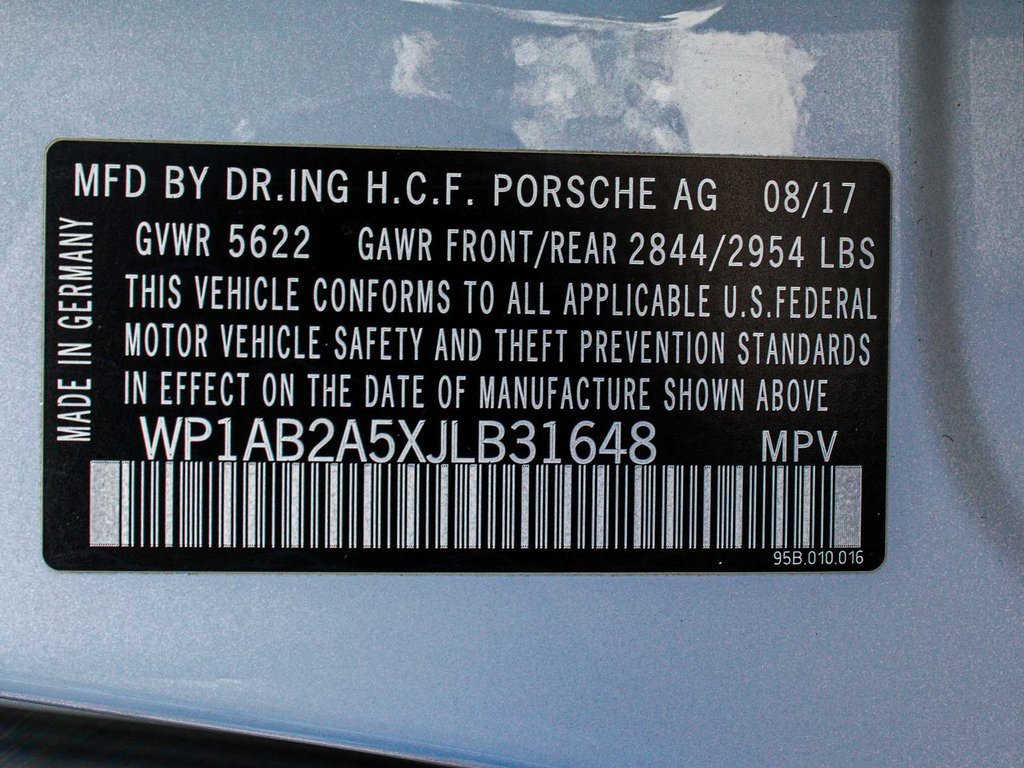 MFD BY DR.ING H.C.F. PORSCHE AG 08/17
GVWR 5622 GAWR FRONT/REAR 2844/2954 LBS
THIS VEHICLE CONFORMS TO ALL APPLICABLE U.S.FEDERAL
MOTOR VEHICLE SAFETY AND THEFT PREVENTION STANDARDS
IN EFFECT ON THE DATE OF MANUFACTURE SHOWN ABOVE
WP1AB2A5XJLB31648 MPV
95B.010.016
MADE IN GERMANY